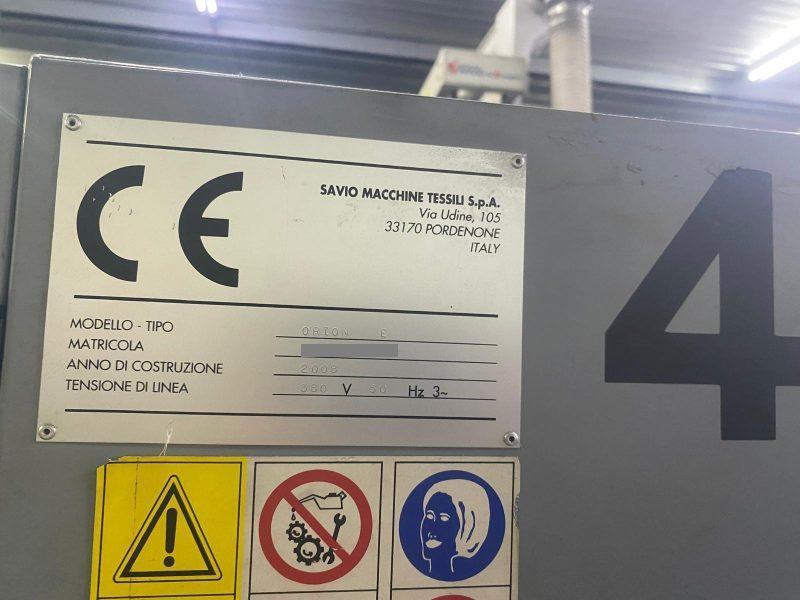 CE
SAVIO MACCHINE TESSILI S.p.A.
Via Udine, 105
33170 PORDENONE
ITALY
MODELLO - TIPO ORION E
MATRICOLA
ANNO DI COSTRUZIONE 2008
TENSIONE DI LINEA 380 V 50 Hz 3~
4